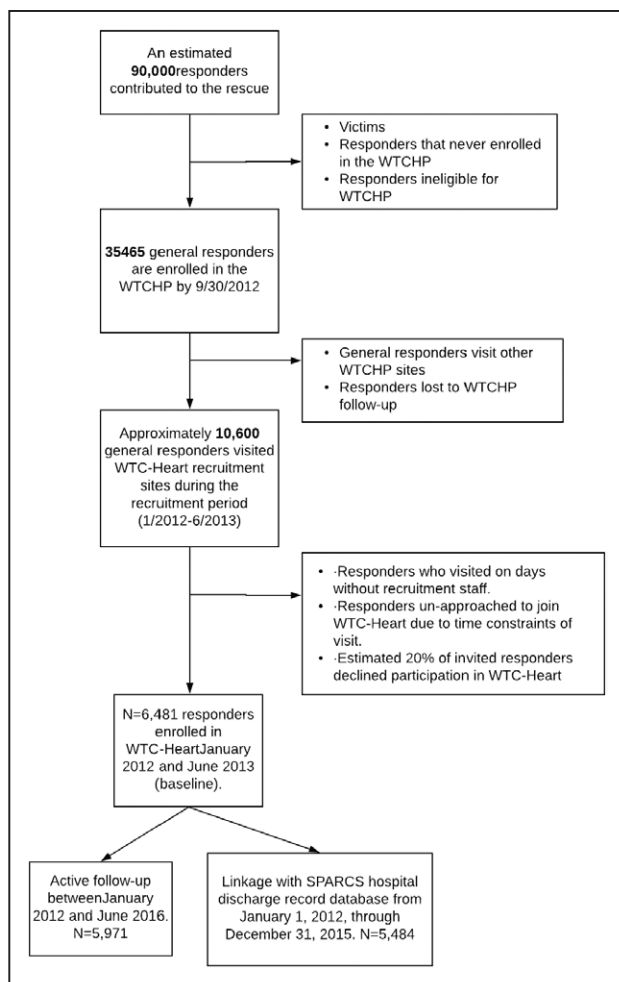 An estimated
90,000responders
contributed to the rescue
• Victims
• Responders that never enrolled
in the WTCHP
• Responders ineligible for
WTCHP
35465 general responders
are enrolled in the
WTCHP by 9/30/2012
• General responders visit other
WTCHP sites
• Responders lost to WTCHP
follow-up
Approximately 10,600
general responders visited
WTC-Heart recruitment
sites during the
recruitment period
(1/2012-6/2013)
• ·Responders who visited on days
without recruitment staff.
• ·Responders un-approached to join
WTC-Heart due to time constraints of
visit.
• ·Estimated 20% of invited responders
declined participation in WTC-Heart
N=6,481 responders
enrolled in
WTC-HeartJanuary
2012 and June 2013
(baseline).
Active follow-up
betweenJanuary
2012 and June 2016.
N=5,971
Linkage with SPARCS hospital
discharge record database from
January 1, 2012, through
December 31, 2015. N=5,484